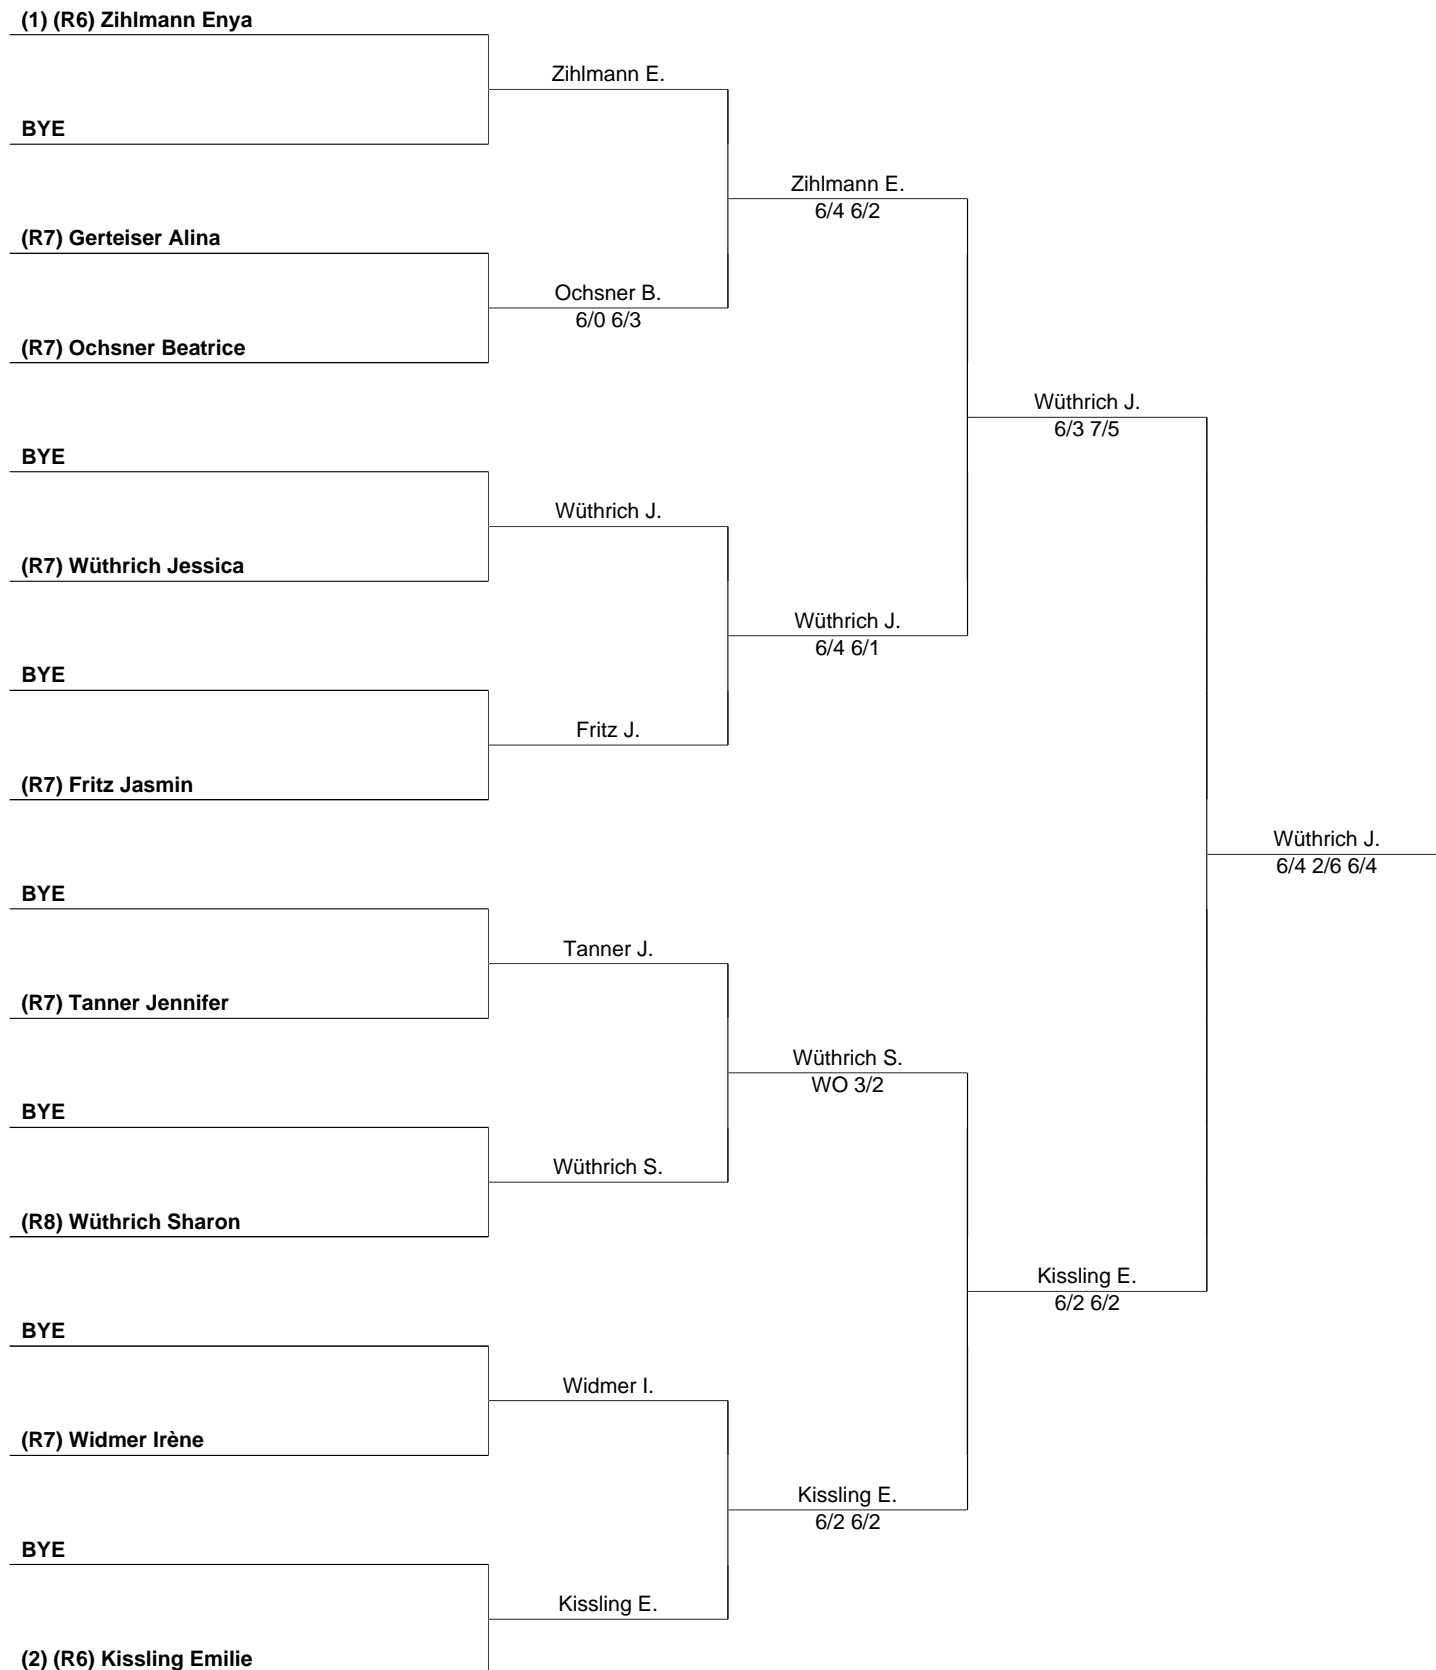 (1) (R6) Zihlmann Enya
Zihlmann E.
BYE
Zihlmann E.
6/4 6/2
(R7) Gerteiser Alina
Ochsner B.
6/0 6/3
(R7) Ochsner Beatrice
Wüthrich J.
6/3 7/5
BYE
Wüthrich J.
(R7) Wüthrich Jessica
Wüthrich J.
6/4 6/1
BYE
Fritz J.
(R7) Fritz Jasmin
Wüthrich J.
6/4 2/6 6/4
BYE
Tanner J.
(R7) Tanner Jennifer
Wüthrich S.
WO 3/2
BYE
Wüthrich S.
(R8) Wüthrich Sharon
Kissling E.
6/2 6/2
BYE
Widmer I.
(R7) Widmer Irène
Kissling E.
6/2 6/2
BYE
Kissling E.
(2) (R6) Kissling Emilie